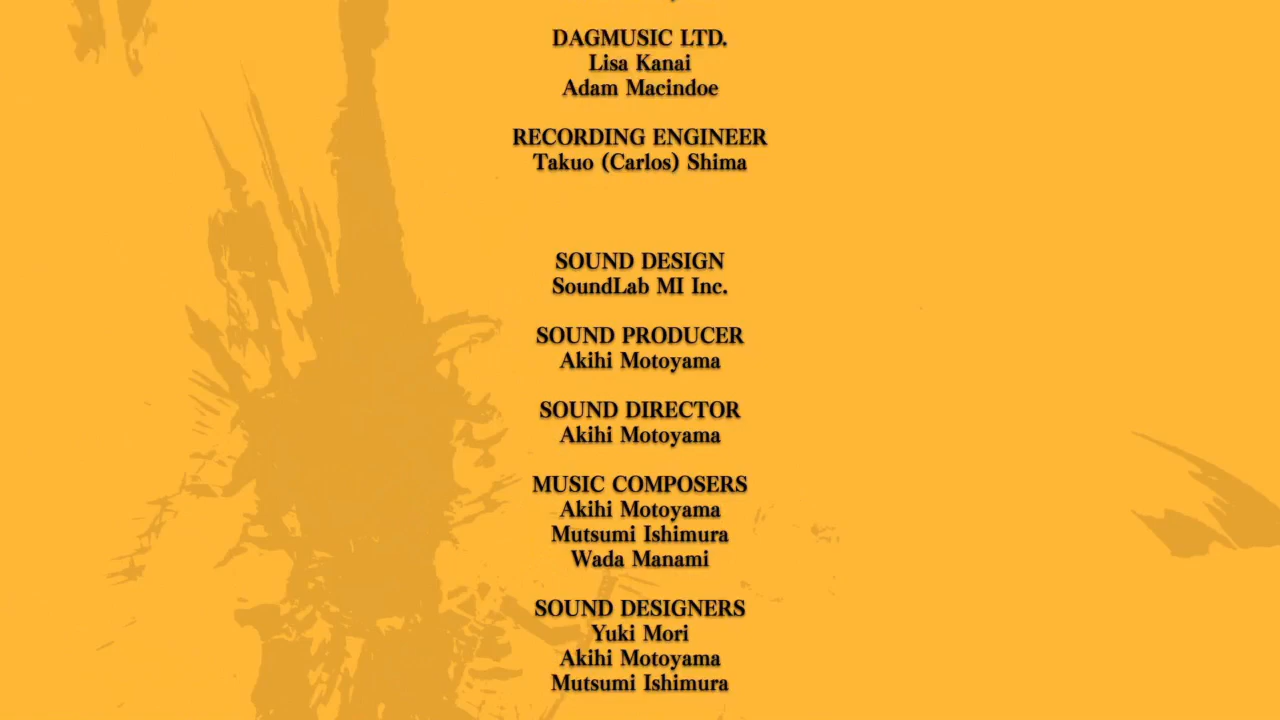 DAGMUSIC LTD.
Lisa Kanai
Adam Macindoe
RECORDING ENGINEER
Takuo (Carlos) Shima
SOUND DESIGN
SoundLab MI Inc.
SOUND PRODUCER
Akihi Motoyama
SOUND DIRECTOR
Akihi Motoyama
MUSIC COMPOSERS
Akihi Motoyama
Mutsumi Ishimura
Wada Manami
SOUND DESIGNERS
Yuki Mori
Akihi Motoyama
Mutsumi Ishimura